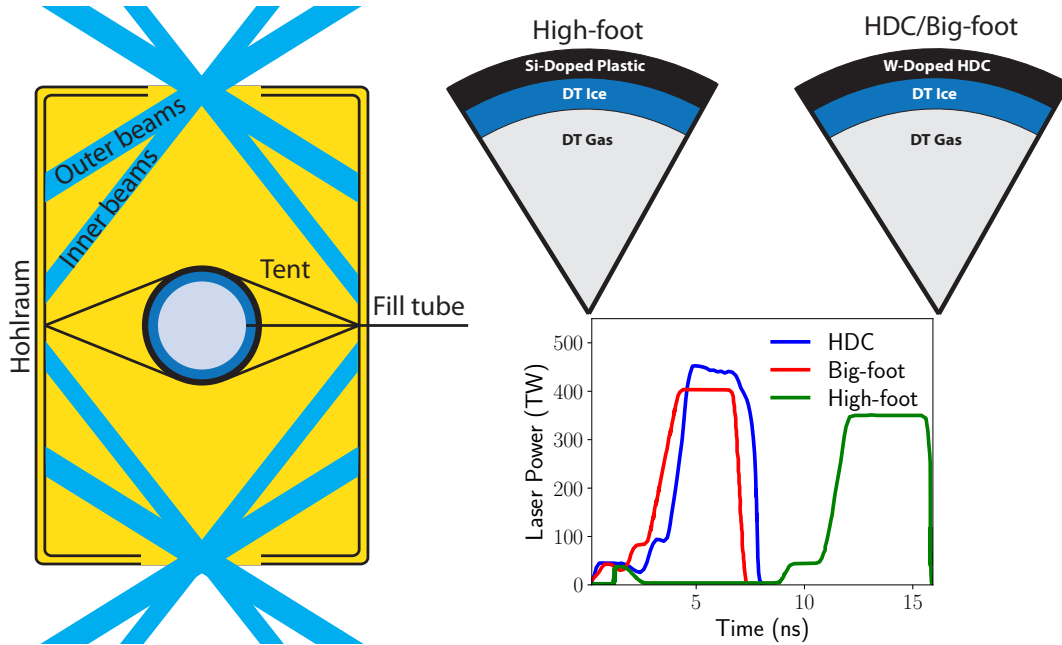 Outer beams
Inner beams
Hohlraum
Tent
Fill tube
High-foot
Si-Doped Plastic
DT Ice
DT Gas
HDC/Big-foot
W-Doped HDC
DT Ice
DT Gas
HDC
Big-foot
High-foot
Laser Power (TW)
500
400
300
200
100
0
5
10
15
Time (ns)